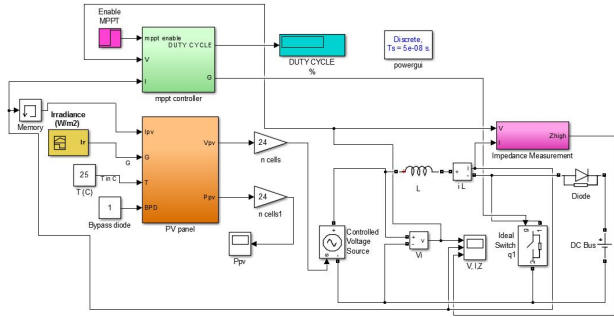 Enable
MPPT
mppt enable
DUTY CYCLE
V
G
I
mppt controller
DUTY CYCLE
%
Discrete,
Ts = 5e-08 s.
powergui
Memory
Irradiance
(W/m2)
Ir
G
25
T in C
T (C)
1
Bypass diode
Ipv
G
T
BPD
Vpv
Ppv
PV panel
24
n cells
24
n cells1
Ppv
Controlled
Voltage
Source
s
+
-
L
+
-
i
i L
+
-
v
Vi
V, I,Z
V
I
Zhigh
Impedance Measurement
Diode
Ideal
Switch
q1
g
1
2
DC Bus
+